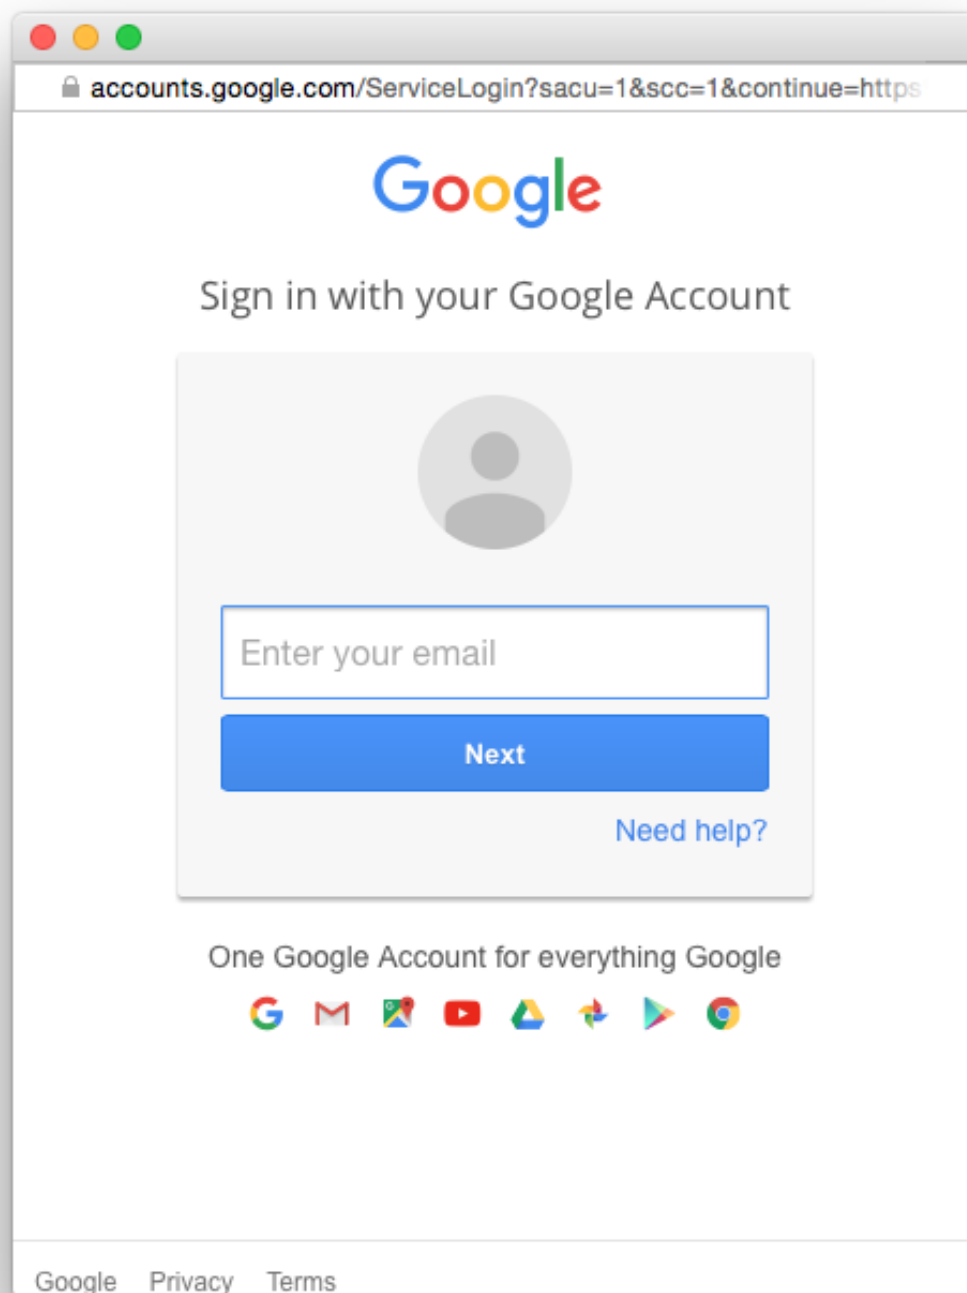 accounts.google.com/ServiceLogin?sacu=1&scc=1&continue=https
Google
Sign in with your Google Account
Enter your email
Next
Need help?
One Google Account for everything Google
Google Privacy Terms